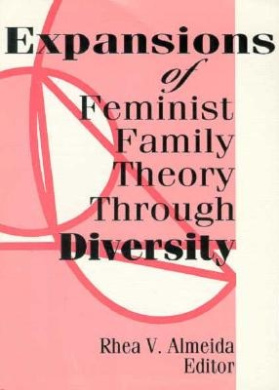 Expansions
of
Feminist
Family
Theory
Through
Diversity
Rhea V. Almeida
Editor